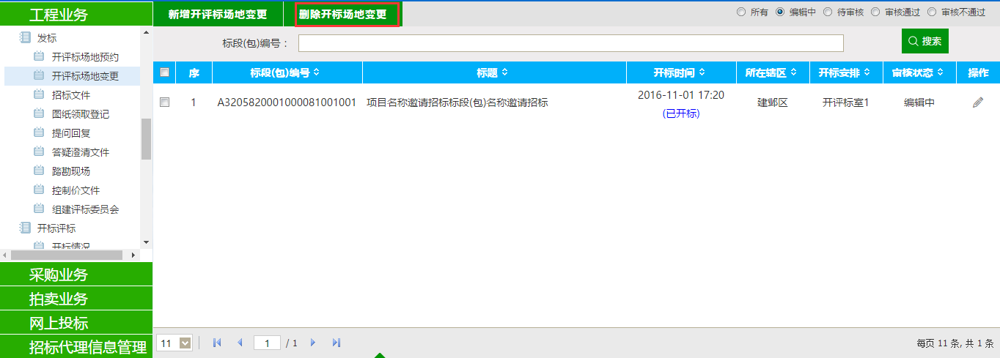 工程业务
发标
开评标场地预约
开评标场地变更
招标文件
图纸领取登记
提问回复
答疑澄清文件
踏勘现场
控制价文件
组建评标委员会
开标评标
开标情况
采购业务
拍卖业务
网上投标
招标代理信息管理
新增开评标场地变更 删除开标场地变更 所有 编辑中 待审核 审核通过 审核不通过
标段(包)编号： 搜索
序 标段(包)编号 标题 开标时间 所在辖区 开标安排 审核状态 操作
1 A3205820001000081001001 项目名称邀请招标标段(包)名称邀请招标 2016-11-01 17:20 建邺区 开评标室1 编辑中
(已开标)
11 1 / 1 每页 11 条, 共 1 条